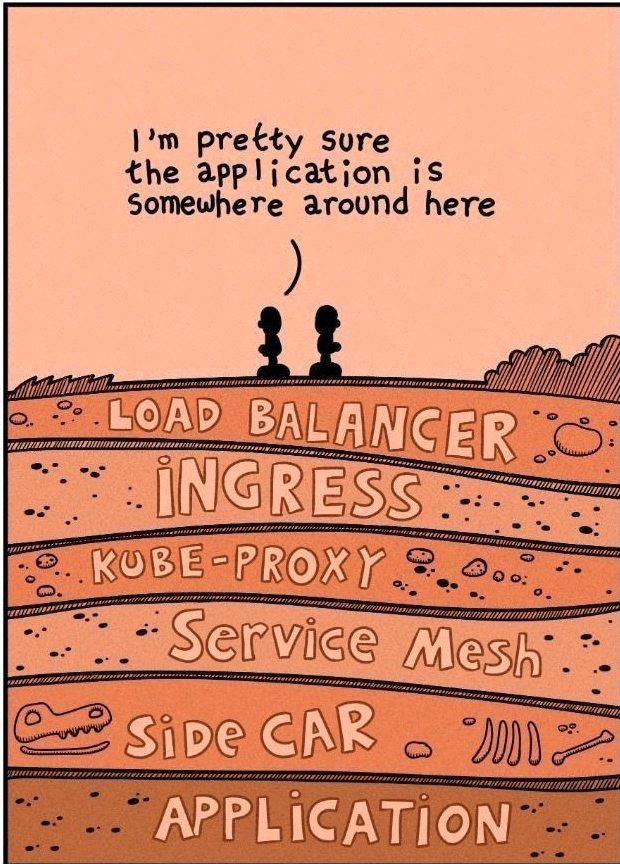 I'm pretty sure
the application is
somewhere around here
LOAD BALANCER
iNGRESS
KUBE-PROXY
Service Mesh
SiDe CAR
APPLiCATiON